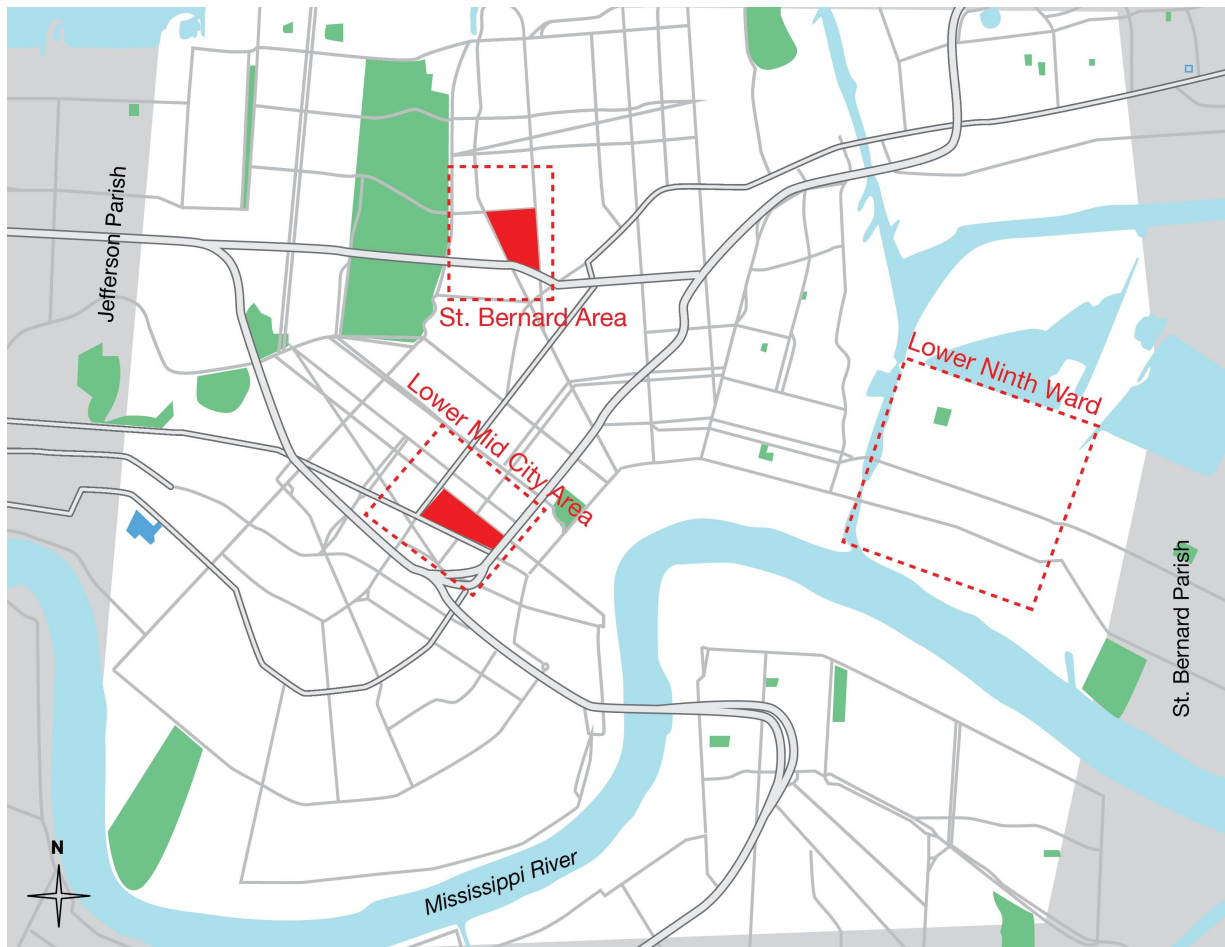 Jefferson Parish
St. Bernard Area
Lower Ninth Ward
Lower Mid City Area
St. Bernard Parish
N
Mississippi River